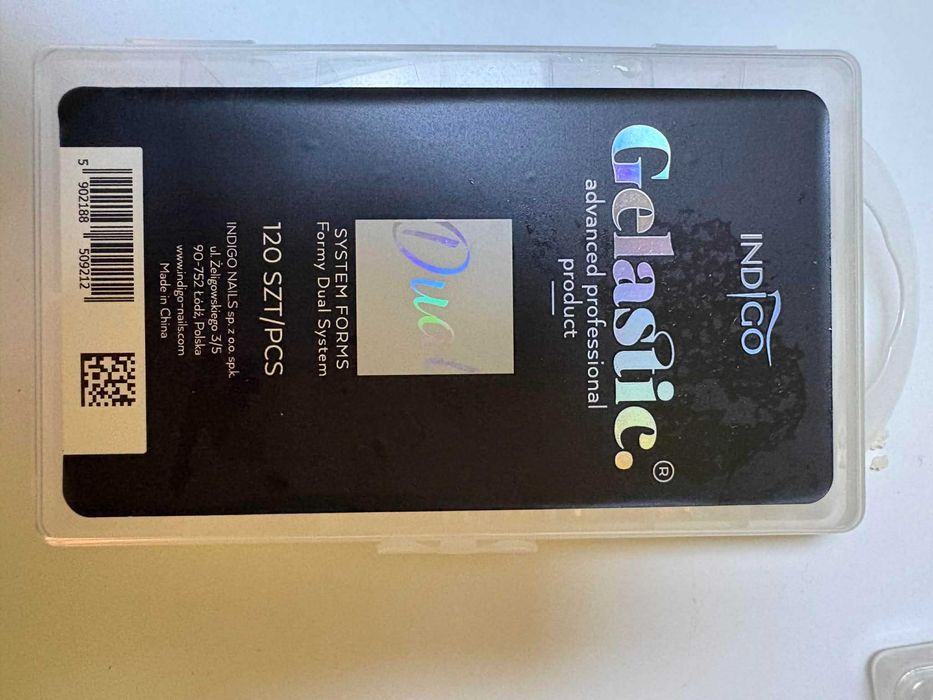 INDIGO
Gelastic.®
advanced professional
product
Dual
SYSTEM FORMS
Formy Dual System
120 SZT/PCS
INDIGO NAILS sp. z o.o. sp.k.
ul. Żeligowskiego 3/5
90-752 Łódź, Polska
www.indigo-nails.com
Made in China
5 902188 509212